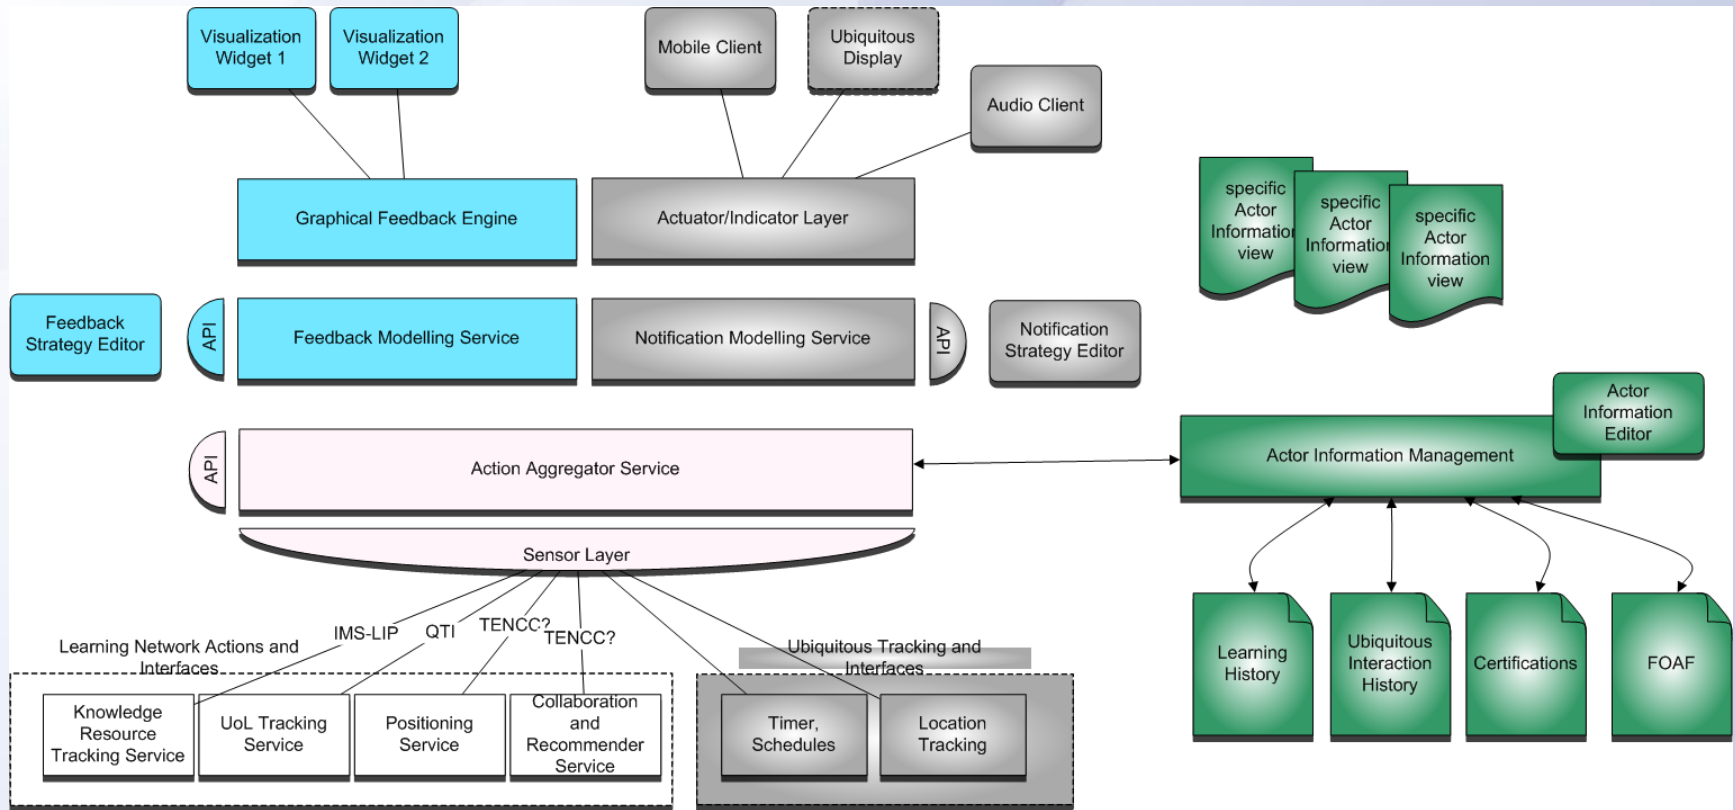 Visualization
Widget 1
Visualization
Widget 2
Mobile Client
Ubiquitous
Display
Audio Client
Graphical Feedback Engine
Actuator/Indicator Layer
specific
Actor
Information
view
specific
Actor
Information
view
specific
Actor
Information
view
Feedback
Strategy Editor
API
Feedback Modelling Service
Notification Modelling Service
API
Notification
Strategy Editor
Actor
Information
Editor
API
Action Aggregator Service
Actor Information Management
Sensor Layer
IMS-LIP
QTI
TENCC?
TENCC?
Learning Network Actions and
Interfaces
Ubiquitous Tracking and
Interfaces
Knowledge
Resource
Tracking Service
UoL Tracking
Service
Positioning
Service
Collaboration
and
Recommender
Service
Timer,
Schedules
Location
Tracking
Learning
History
Ubiquitous
Interaction
History
Certifications
FOAF